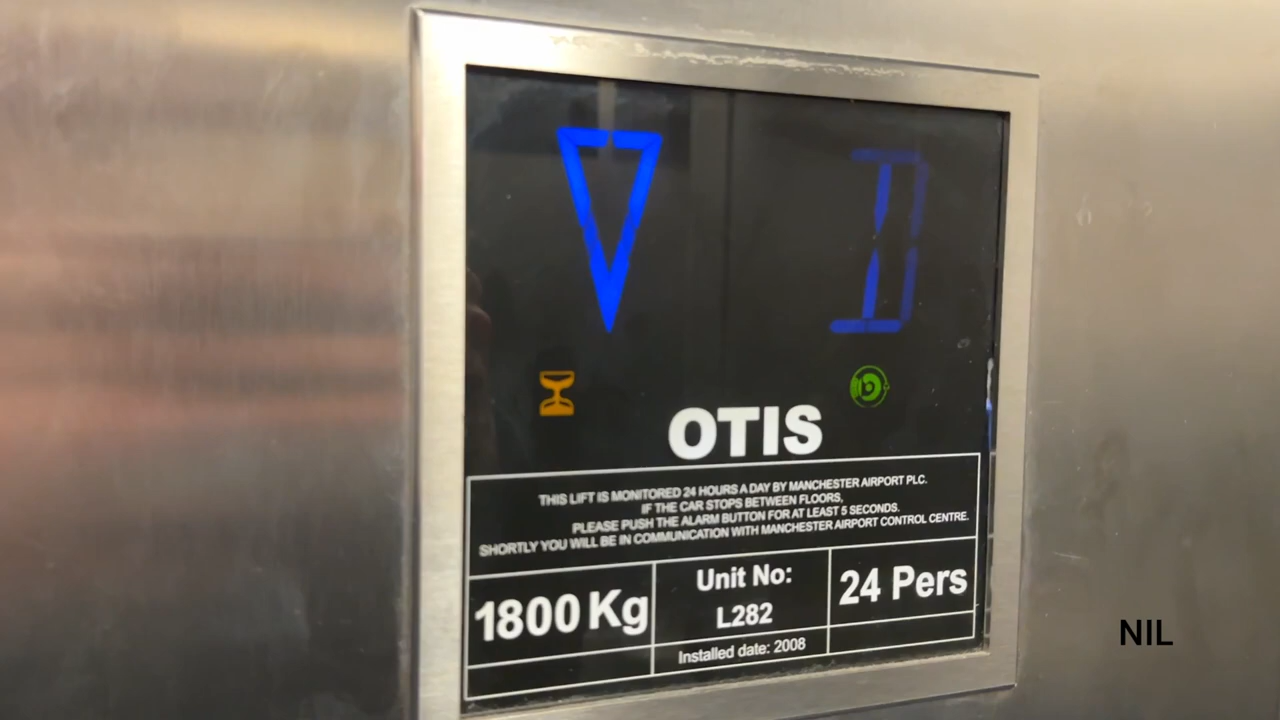 OTIS
THIS LIFT IS MONITORED 24 HOURS A DAY BY MANCHESTER AIRPORT PLC.
IF THE CAR STOPS BETWEEN FLOORS,
PLEASE PUSH THE ALARM BUTTON FOR AT LEAST 5 SECONDS.
SHORTLY YOU WILL BE IN COMMUNICATION WITH MANCHESTER AIRPORT CONTROL CENTRE.
1800 Kg
Unit No:
L282
Installed date: 2008
24 Pers
NIL